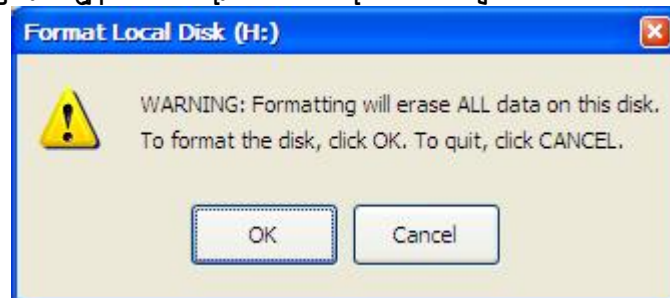 Format Local Disk (H:)
WARNING: Formatting will erase ALL data on this disk.
To format the disk, click OK. To quit, click CANCEL.
OK
Cancel